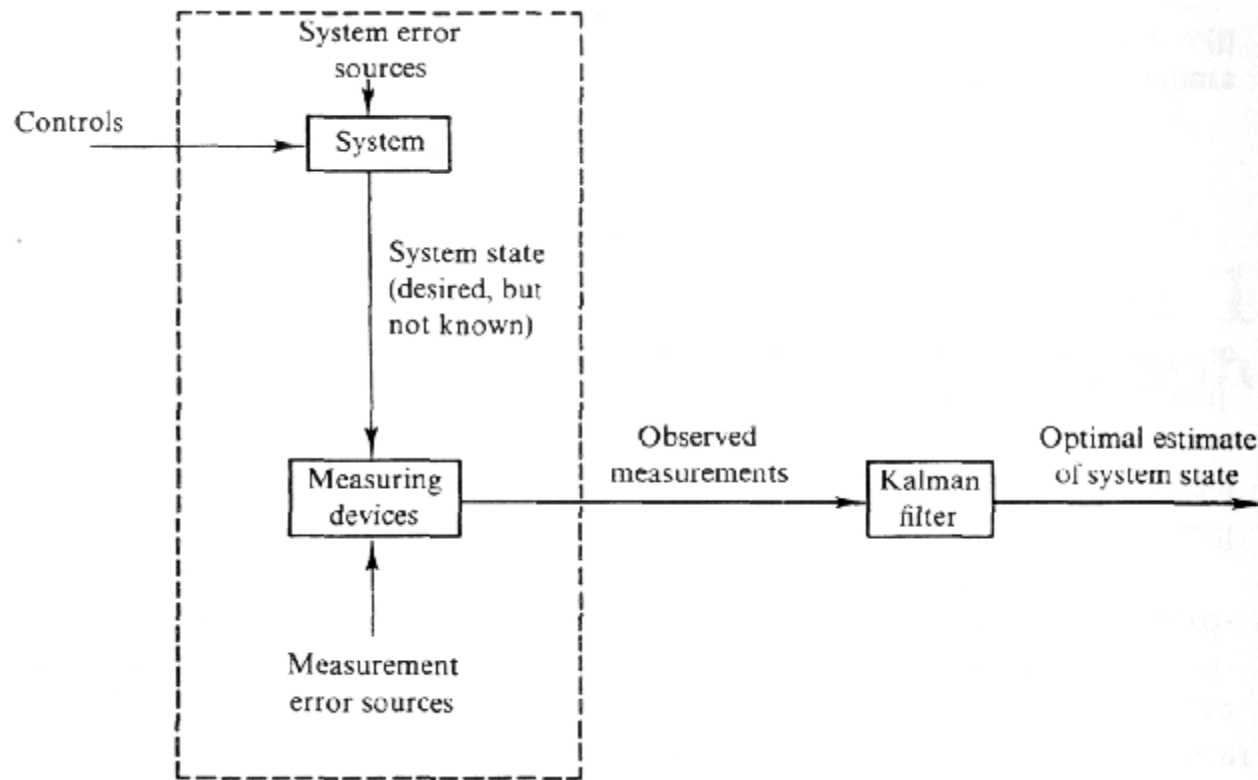 System error
sources
Controls
System
System state
(desired, but
not known)
Observed
measurements
Optimal estimate
of system state
Measuring
devices
Kalman
filter
Measurement
error sources